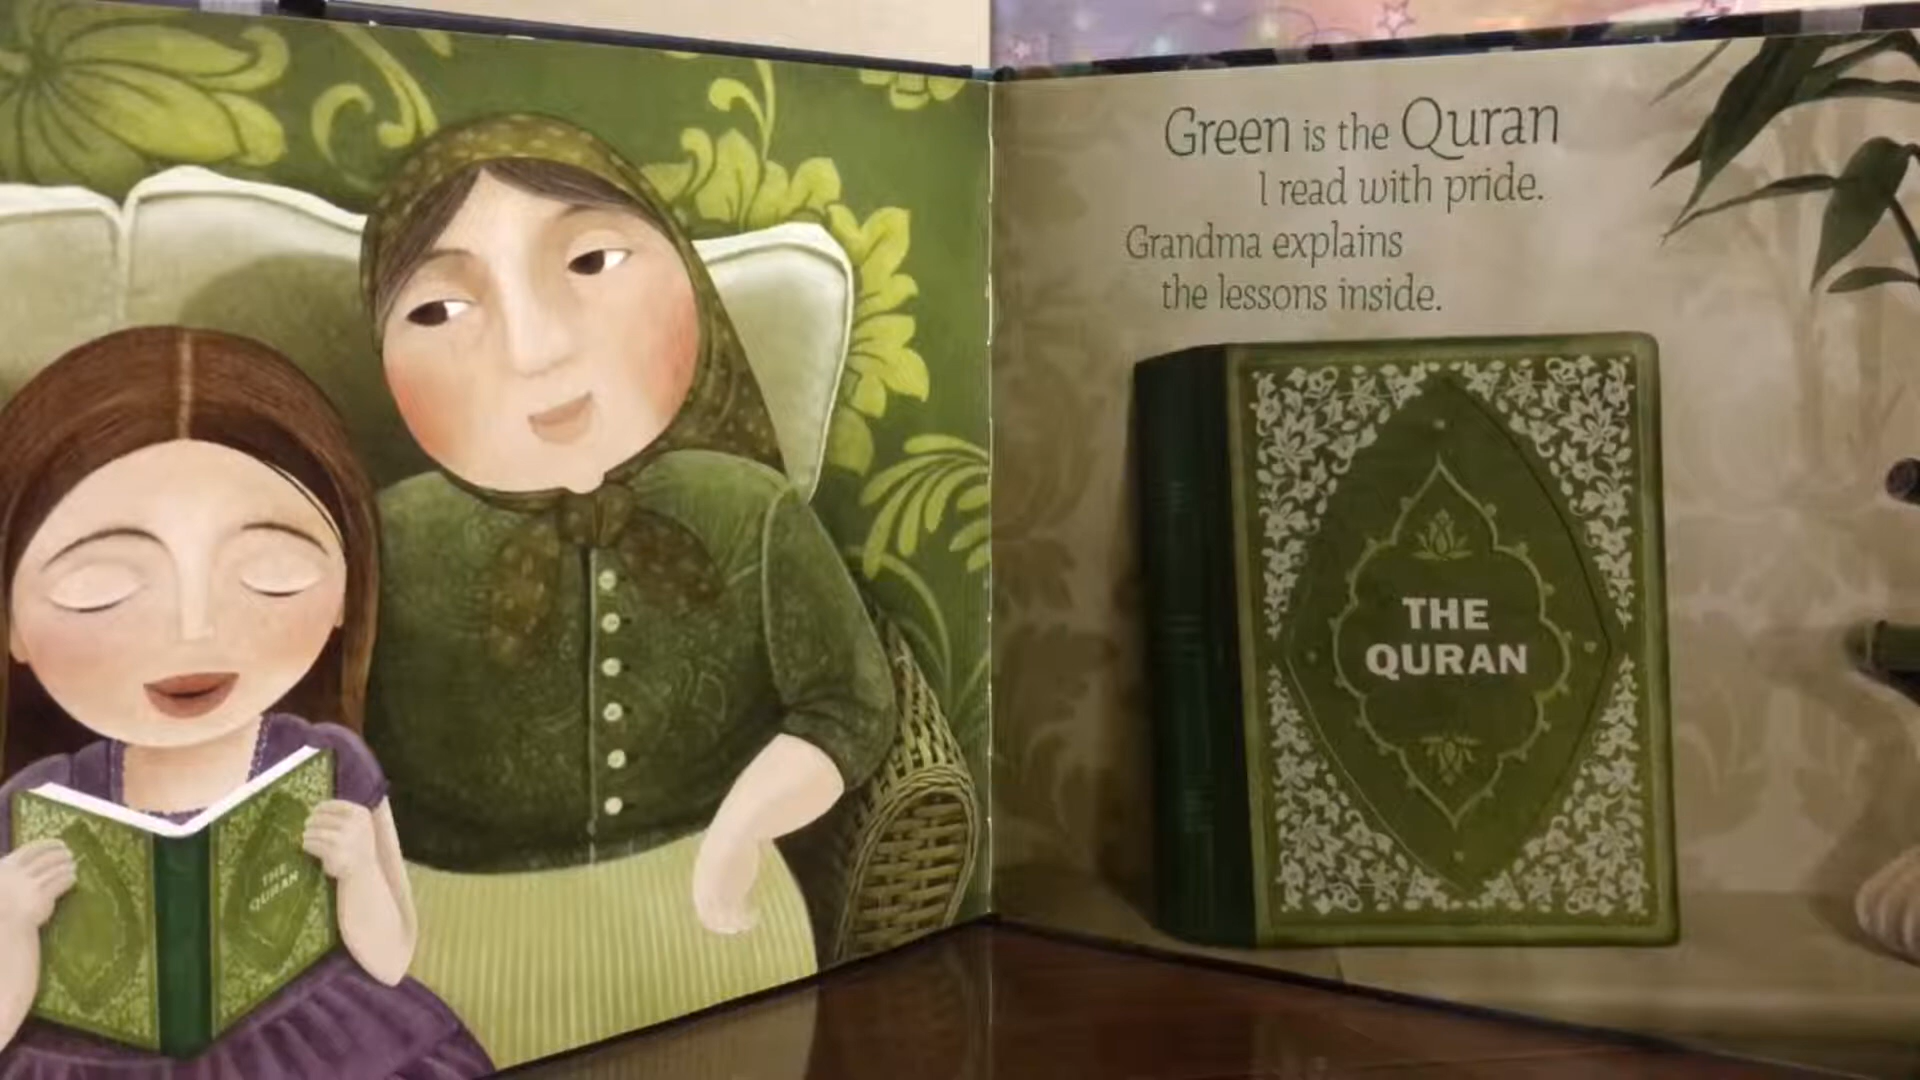 Green is the Quran
I read with pride.
Grandma explains
the lessons inside.
THE
QURAN
THE
QURAN